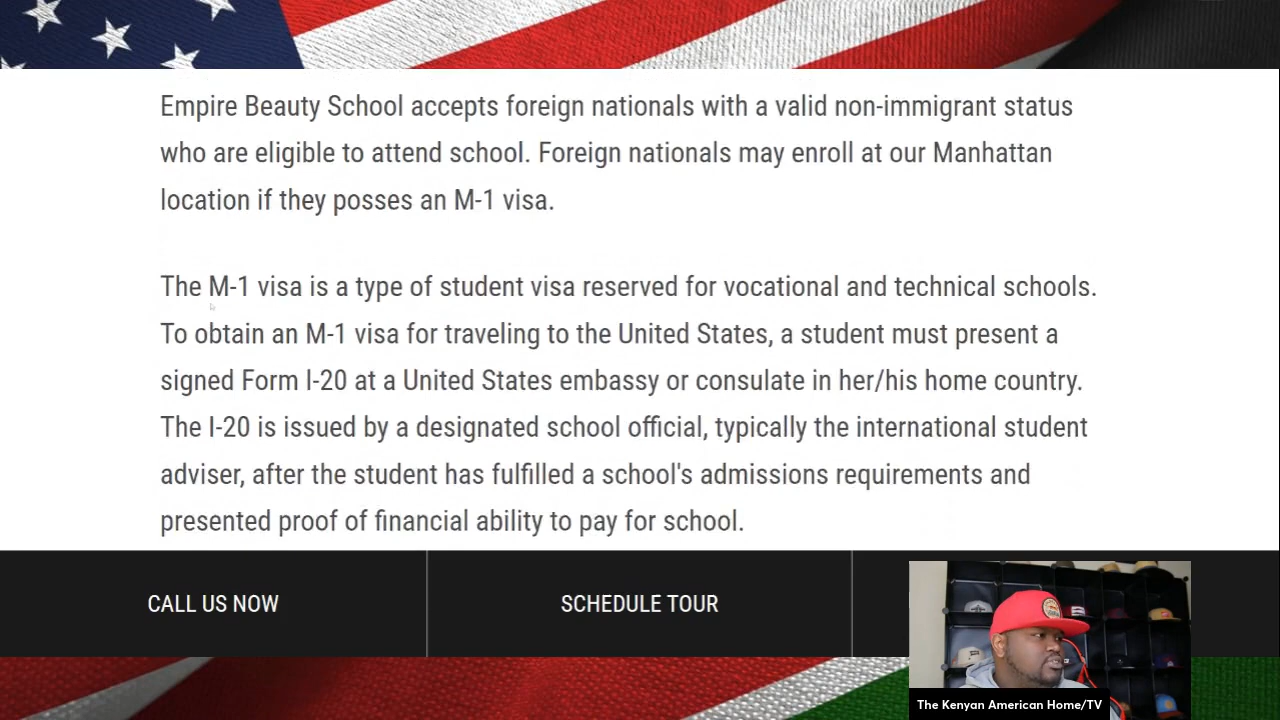 Empire Beauty School accepts foreign nationals with a valid non-immigrant status
who are eligible to attend school. Foreign nationals may enroll at our Manhattan
location if they posses an M-1 visa.
The M-1 visa is a type of student visa reserved for vocational and technical schools.
To obtain an M-1 visa for traveling to the United States, a student must present a
signed Form I-20 at a United States embassy or consulate in her/his home country.
The I-20 is issued by a designated school official, typically the international student
adviser, after the student has fulfilled a school's admissions requirements and
presented proof of financial ability to pay for school.
CALL US NOW
SCHEDULE TOUR
The Kenyan American Home/TV